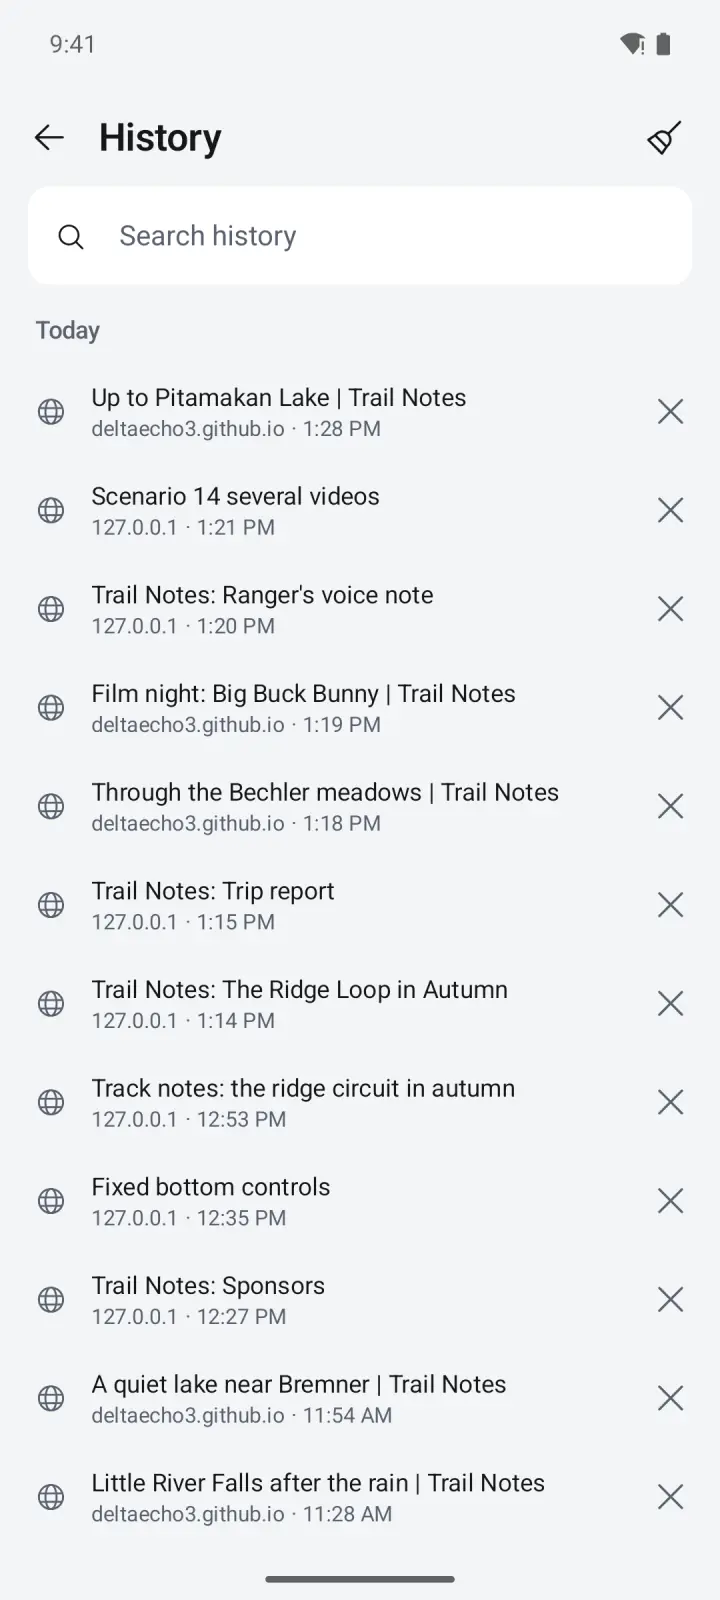 9:41
History
Search history
Today
Up to Pitamakan Lake | Trail Notes
deltaecho3.github.io · 1:28 PM
Scenario 14 several videos
127.0.0.1 · 1:21 PM
Trail Notes: Ranger's voice note
127.0.0.1 · 1:20 PM
Film night: Big Buck Bunny | Trail Notes
deltaecho3.github.io · 1:19 PM
Through the Bechler meadows | Trail Notes
deltaecho3.github.io · 1:18 PM
Trail Notes: Trip report
127.0.0.1 · 1:15 PM
Trail Notes: The Ridge Loop in Autumn
127.0.0.1 · 1:14 PM
Track notes: the ridge circuit in autumn
127.0.0.1 · 12:53 PM
Fixed bottom controls
127.0.0.1 · 12:35 PM
Trail Notes: Sponsors
127.0.0.1 · 12:27 PM
A quiet lake near Bremner | Trail Notes
deltaecho3.github.io · 11:54 AM
Little River Falls after the rain | Trail Notes
deltaecho3.github.io · 11:28 AM